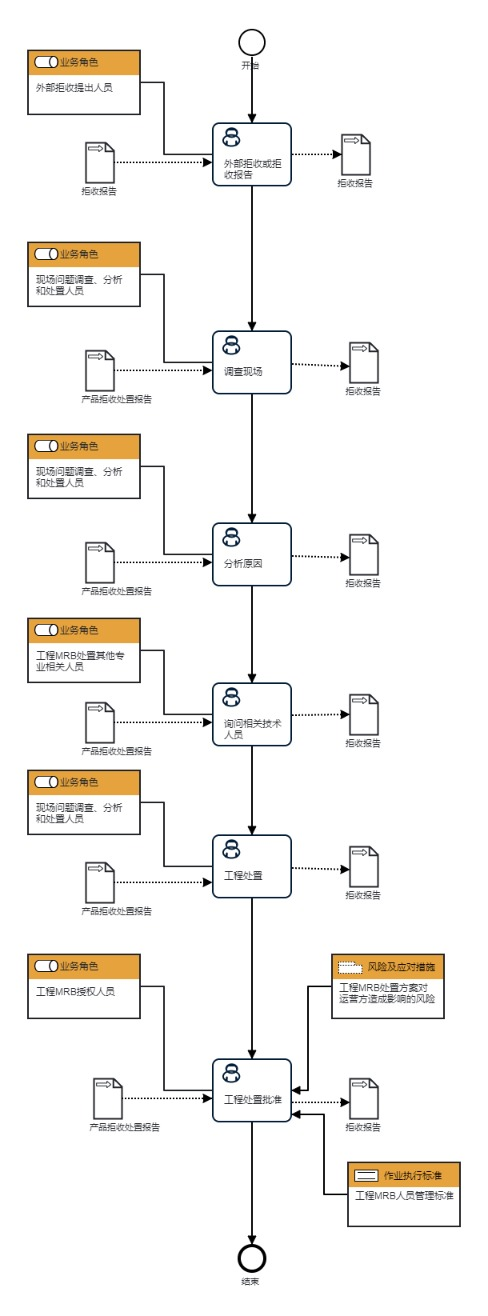 开始
业务角色
外部拒收提出人员
外部拒收或拒
收报告
拒收报告
拒收报告
业务角色
现场问题调查、分析
和处置人员
调查现场
产品拒收处置报告
拒收报告
业务角色
现场问题调查、分析
和处置人员
分析原因
产品拒收处置报告
拒收报告
业务角色
工程MRB处置其他专
业相关人员
询问相关技术
人员
产品拒收处置报告
拒收报告
业务角色
现场问题调查、分析
和处置人员
工程处置
产品拒收处置报告
拒收报告
业务角色
工程MRB授权人员
风险及应对措施
工程MRB处置方案对
运营方造成影响的风险
工程处置批准
产品拒收处置报告
拒收报告
作业执行标准
工程MRB人员管理标准
结束